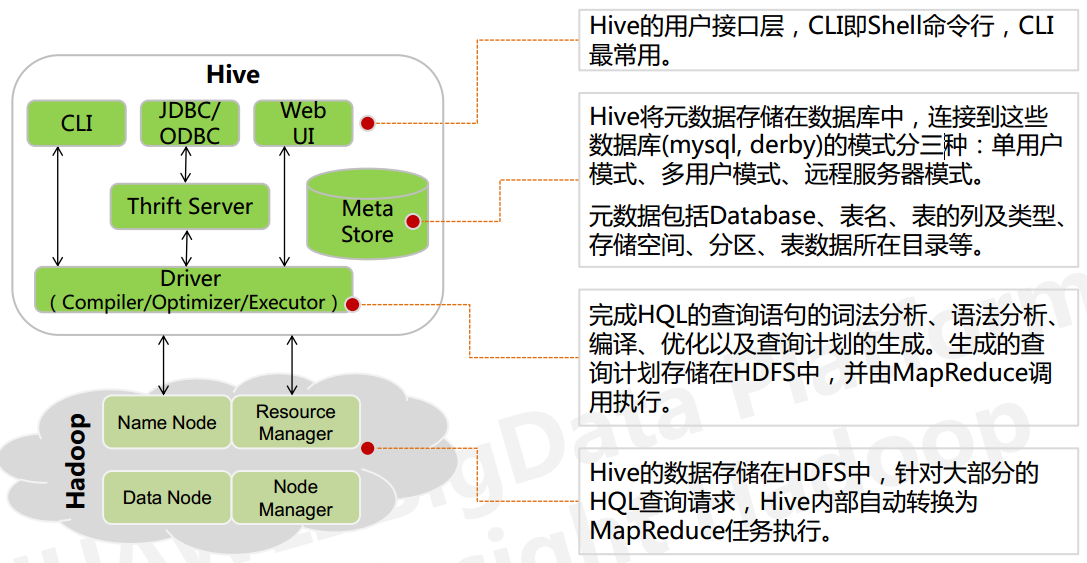 Hive
CLI
JDBC/
ODBC
Web
UI
Thrift Server
Meta
Store
Driver
( Compiler/Optimizer/Executor )
Hadoop
Name Node
Resource
Manager
Data Node
Node
Manager
Hive的用户接口层，CLI即Shell命令行，CLI
最常用。
Hive将元数据存储在数据库中，连接到这些
数据库(mysql, derby)的模式分三种：单用户
模式、多用户模式、远程服务器模式。
元数据包括Database、表名、表的列及类型、
存储空间、分区、表数据所在目录等。
完成HQL的查询语句的词法分析、语法分析、
编译、优化以及查询计划的生成。生成的查
询计划存储在HDFS中，并由MapReduce调
用执行。
Hive的数据存储在HDFS中，针对大部分的
HQL查询请求，Hive内部自动转换为
MapReduce任务执行。